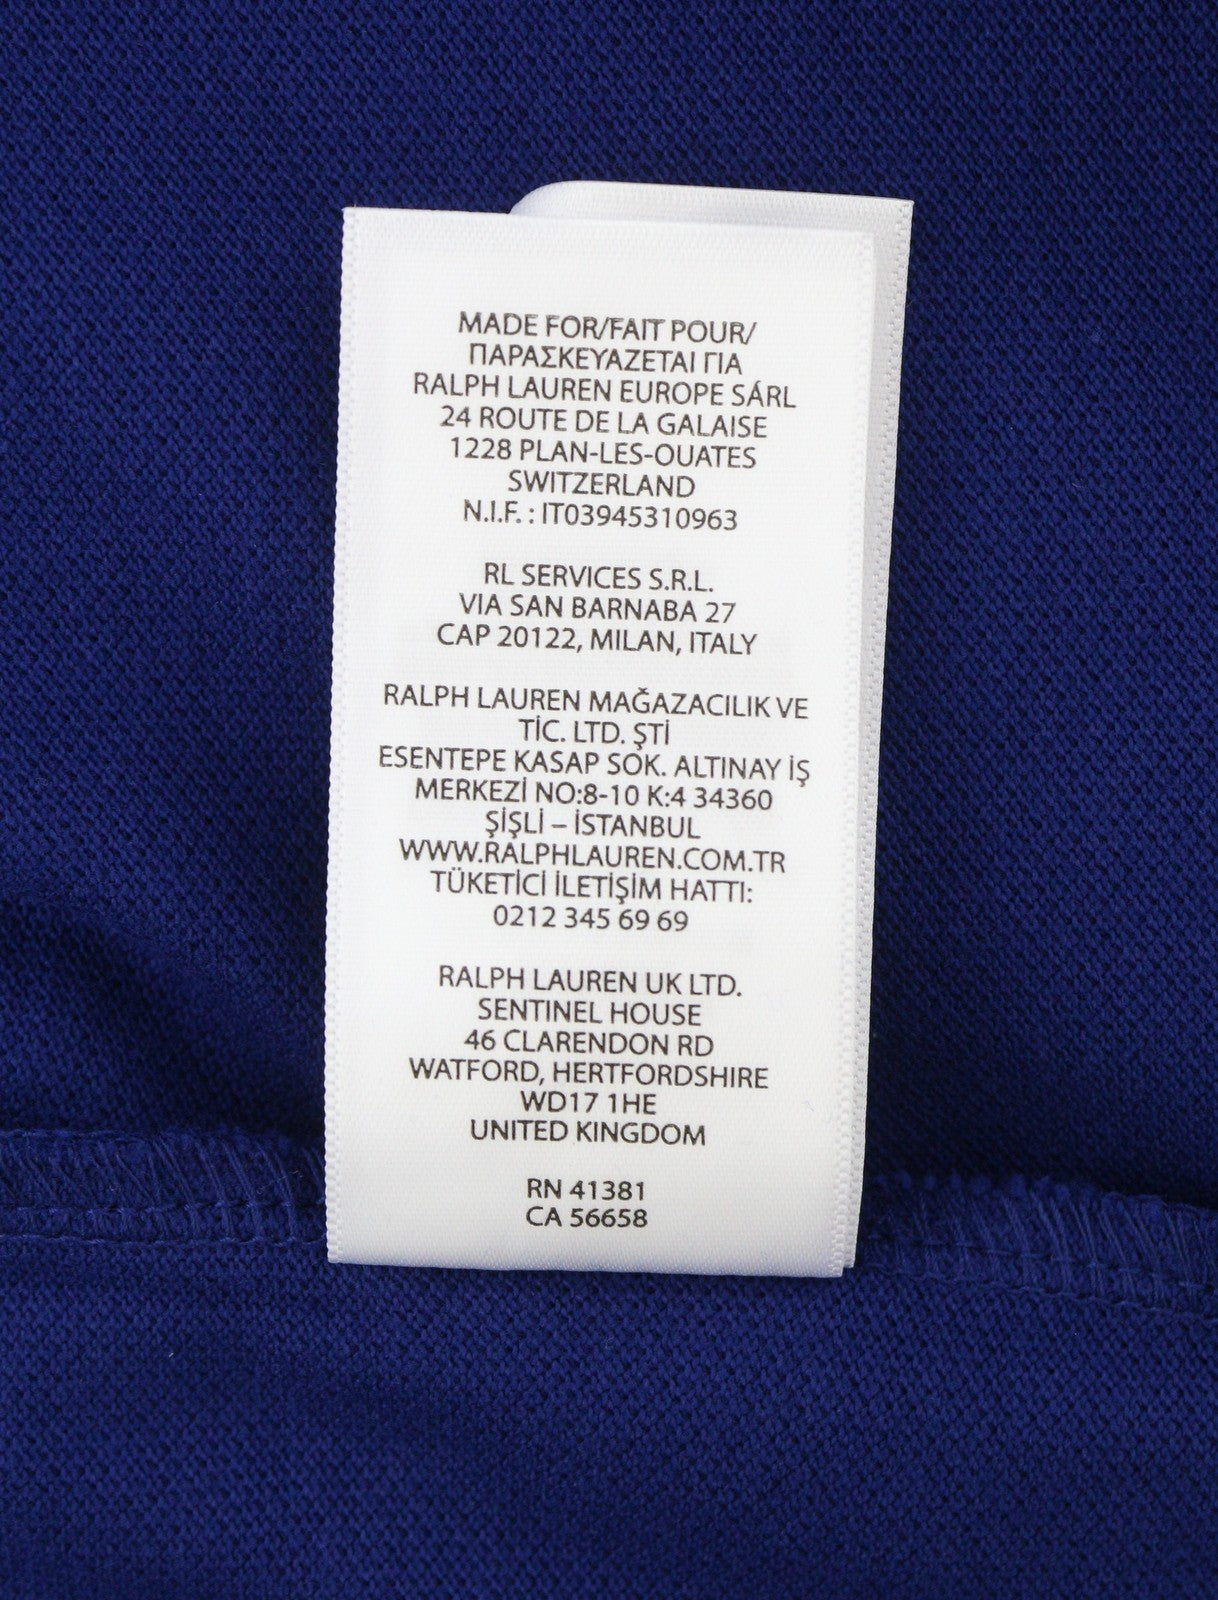 MADE FOR/FAIT POUR/
ΠΑΡΑΣΚΕΥΑΖΕΤΑΙ ΓΙΑ
RALPH LAUREN EUROPE SÁRL
24 ROUTE DE LA GALAISE
1228 PLAN-LES-OUATES
SWITZERLAND
N.I.F. : IT03945310963
RL SERVICES S.R.L.
VIA SAN BARNABA 27
CAP 20122, MILAN, ITALY
RALPH LAUREN MAĞAZACILIK VE
TİC. LTD. ŞTİ
ESENTEPE KASAP SOK. ALTINAY İŞ
MERKEZİ NO:8-10 K:4 34360
ŞİŞLİ – İSTANBUL
WWW.RALPHLAUREN.COM.TR
TÜKETİCİ İLETİŞİM HATTI:
0212 345 69 69
RALPH LAUREN UK LTD.
SENTINEL HOUSE
46 CLARENDON RD
WATFORD, HERTFORDSHIRE
WD17 1HE
UNITED KINGDOM
RN 41381
CA 56658